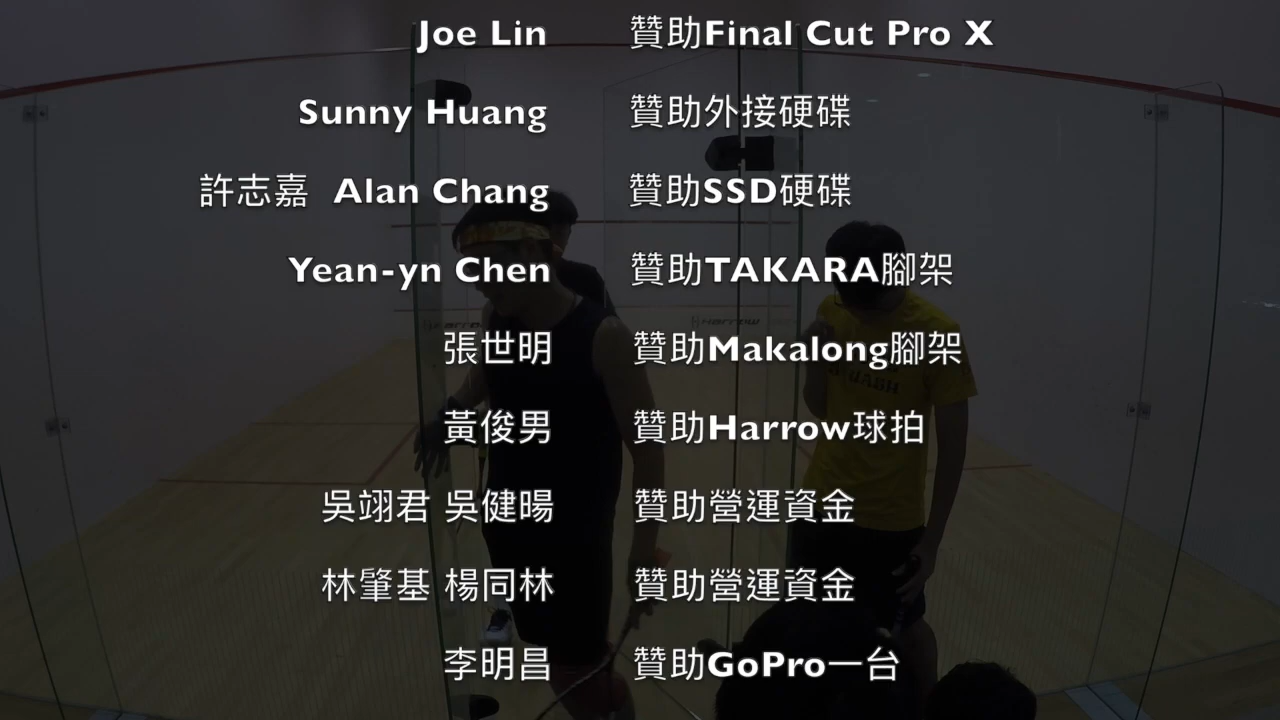 Joe Lin 贊助Final Cut Pro X
Sunny Huang 贊助外接硬碟
許志嘉 Alan Chang 贊助SSD硬碟
Yean-yn Chen 贊助TAKARA腳架
張世明 贊助Makalong腳架
黃俊男 贊助Harrow球拍
吳翊君 吳健暘 贊助營運資金
林肇基 楊同林 贊助營運資金
李明昌 贊助GoPro一台
Harrow